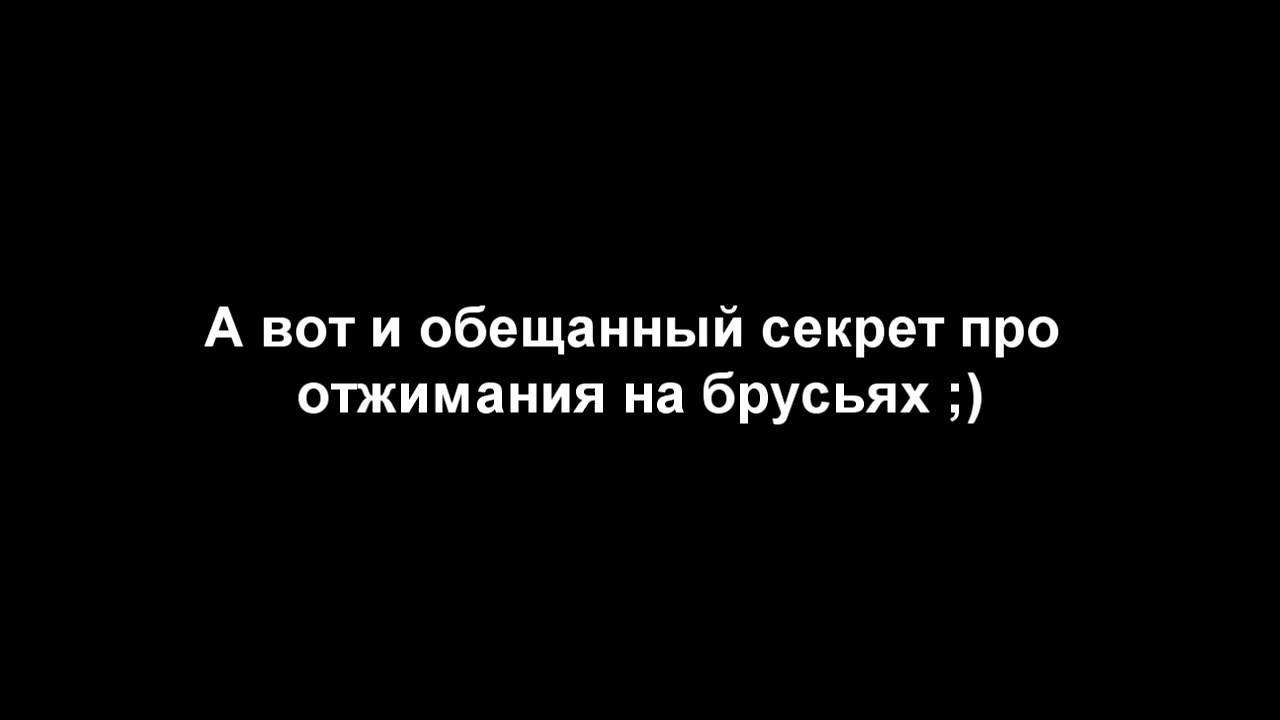 А вот и обещанный секрет про
отжимания на брусьях ;)